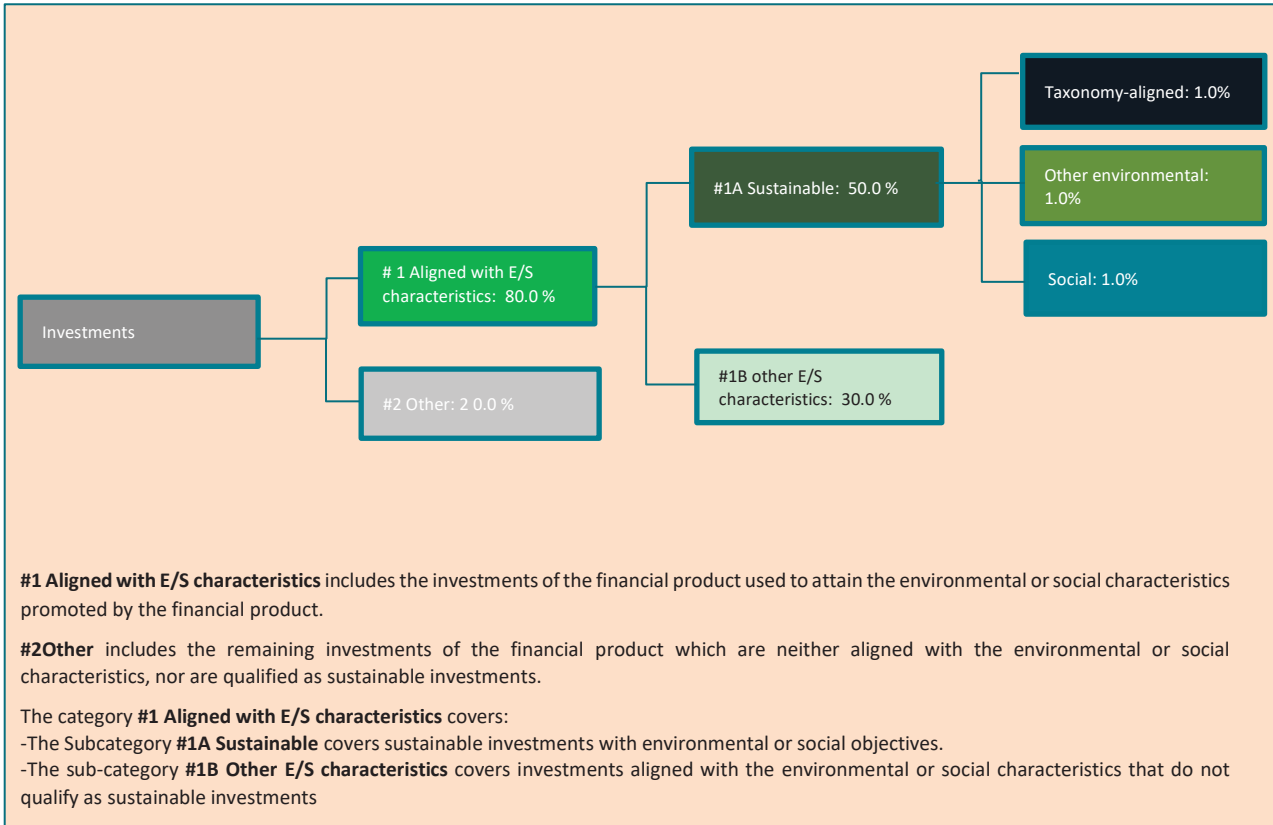 Taxonomy-aligned: 1.0%
#1A Sustainable:  50.0 %
Other environmental:
1.0%
Social: 1.0%
# 1 Aligned with E/S
characteristics:  80.0 %
Investments
#2 Other: 2 0.0 %
#1B other E/S
characteristics:  30.0 %
#1 Aligned with E/S characteristics includes the investments of the financial product used to attain the environmental or social characteristics
promoted by the financial product.
#2Other includes the remaining investments of the financial product which are neither aligned with the environmental or social
characteristics, nor are qualified as sustainable investments.
The category #1 Aligned with E/S characteristics covers:
-The Subcategory #1A Sustainable covers sustainable investments with environmental or social objectives.
-The sub-category #1B Other E/S characteristics covers investments aligned with the environmental or social characteristics that do not
qualify as sustainable investments